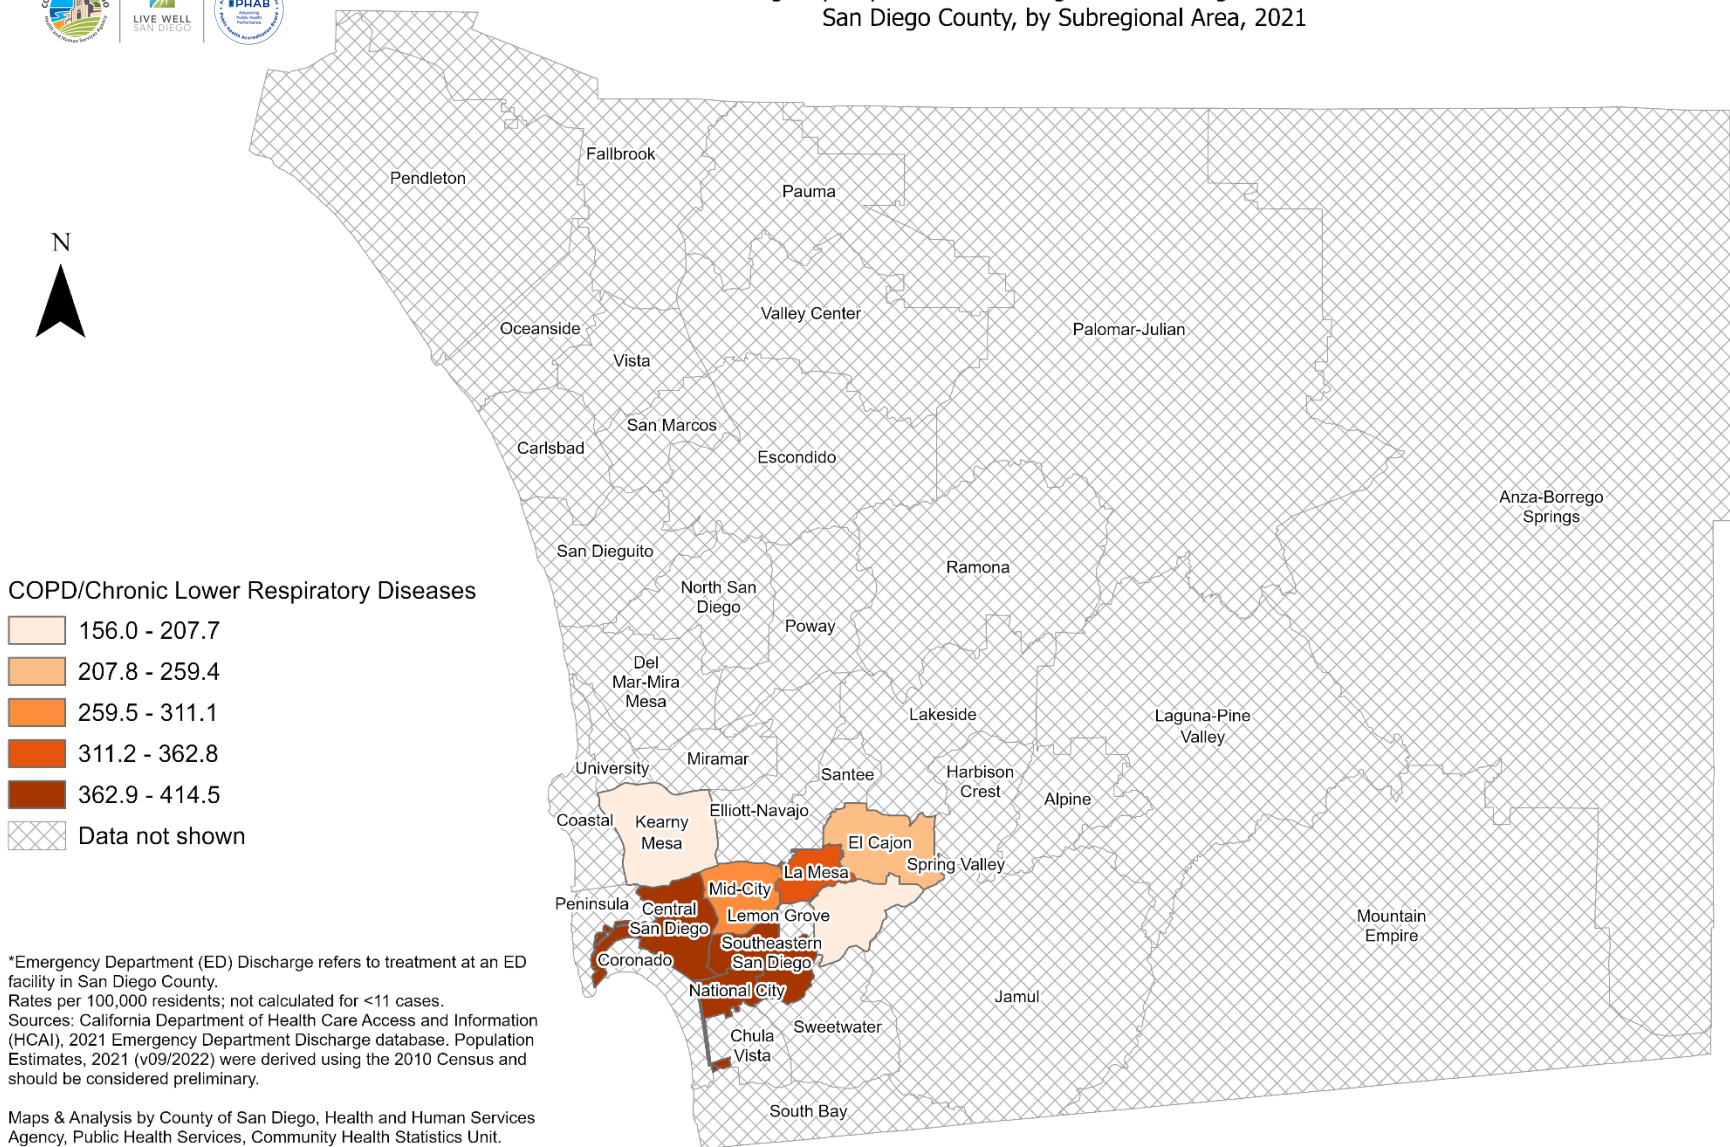 PHAB
Advancing
Public Health
Performance
LIVE WELL
SAN DIEGO
San Diego County, by Subregional Area, 2021
Fallbrook
Pendleton
Pauma
N
Valley Center
Oceanside
Palomar-Julian
Vista
San Marcos
Carlsbad
Escondido
Anza-Borrego
Springs
San Dieguito
Ramona
North San
Diego
Poway
COPD/Chronic Lower Respiratory Diseases
156.0 - 207.7
207.8 - 259.4
259.5 - 311.1
311.2 - 362.8
362.9 - 414.5
Data not shown
Del
Mar-Mira
Mesa
Lakeside
Laguna-Pine
Valley
Miramar
University
Santee
Harbison
Crest
Alpine
Elliott-Navajo
Coastal
Kearny
Mesa
El Cajon
Spring Valley
La Mesa
Mid-City
Peninsula
Central
San Diego
Lemon Grove
Mountain
Empire
Southeastern
San Diego
Coronado
National City
Jamul
Sweetwater
Chula
Vista
South Bay
*Emergency Department (ED) Discharge refers to treatment at an ED
facility in San Diego County.
Rates per 100,000 residents; not calculated for <11 cases.
Sources: California Department of Health Care Access and Information
(HCAI), 2021 Emergency Department Discharge database. Population
Estimates, 2021 (v09/2022) were derived using the 2010 Census and
should be considered preliminary.
Maps & Analysis by County of San Diego, Health and Human Services
Agency, Public Health Services, Community Health Statistics Unit.